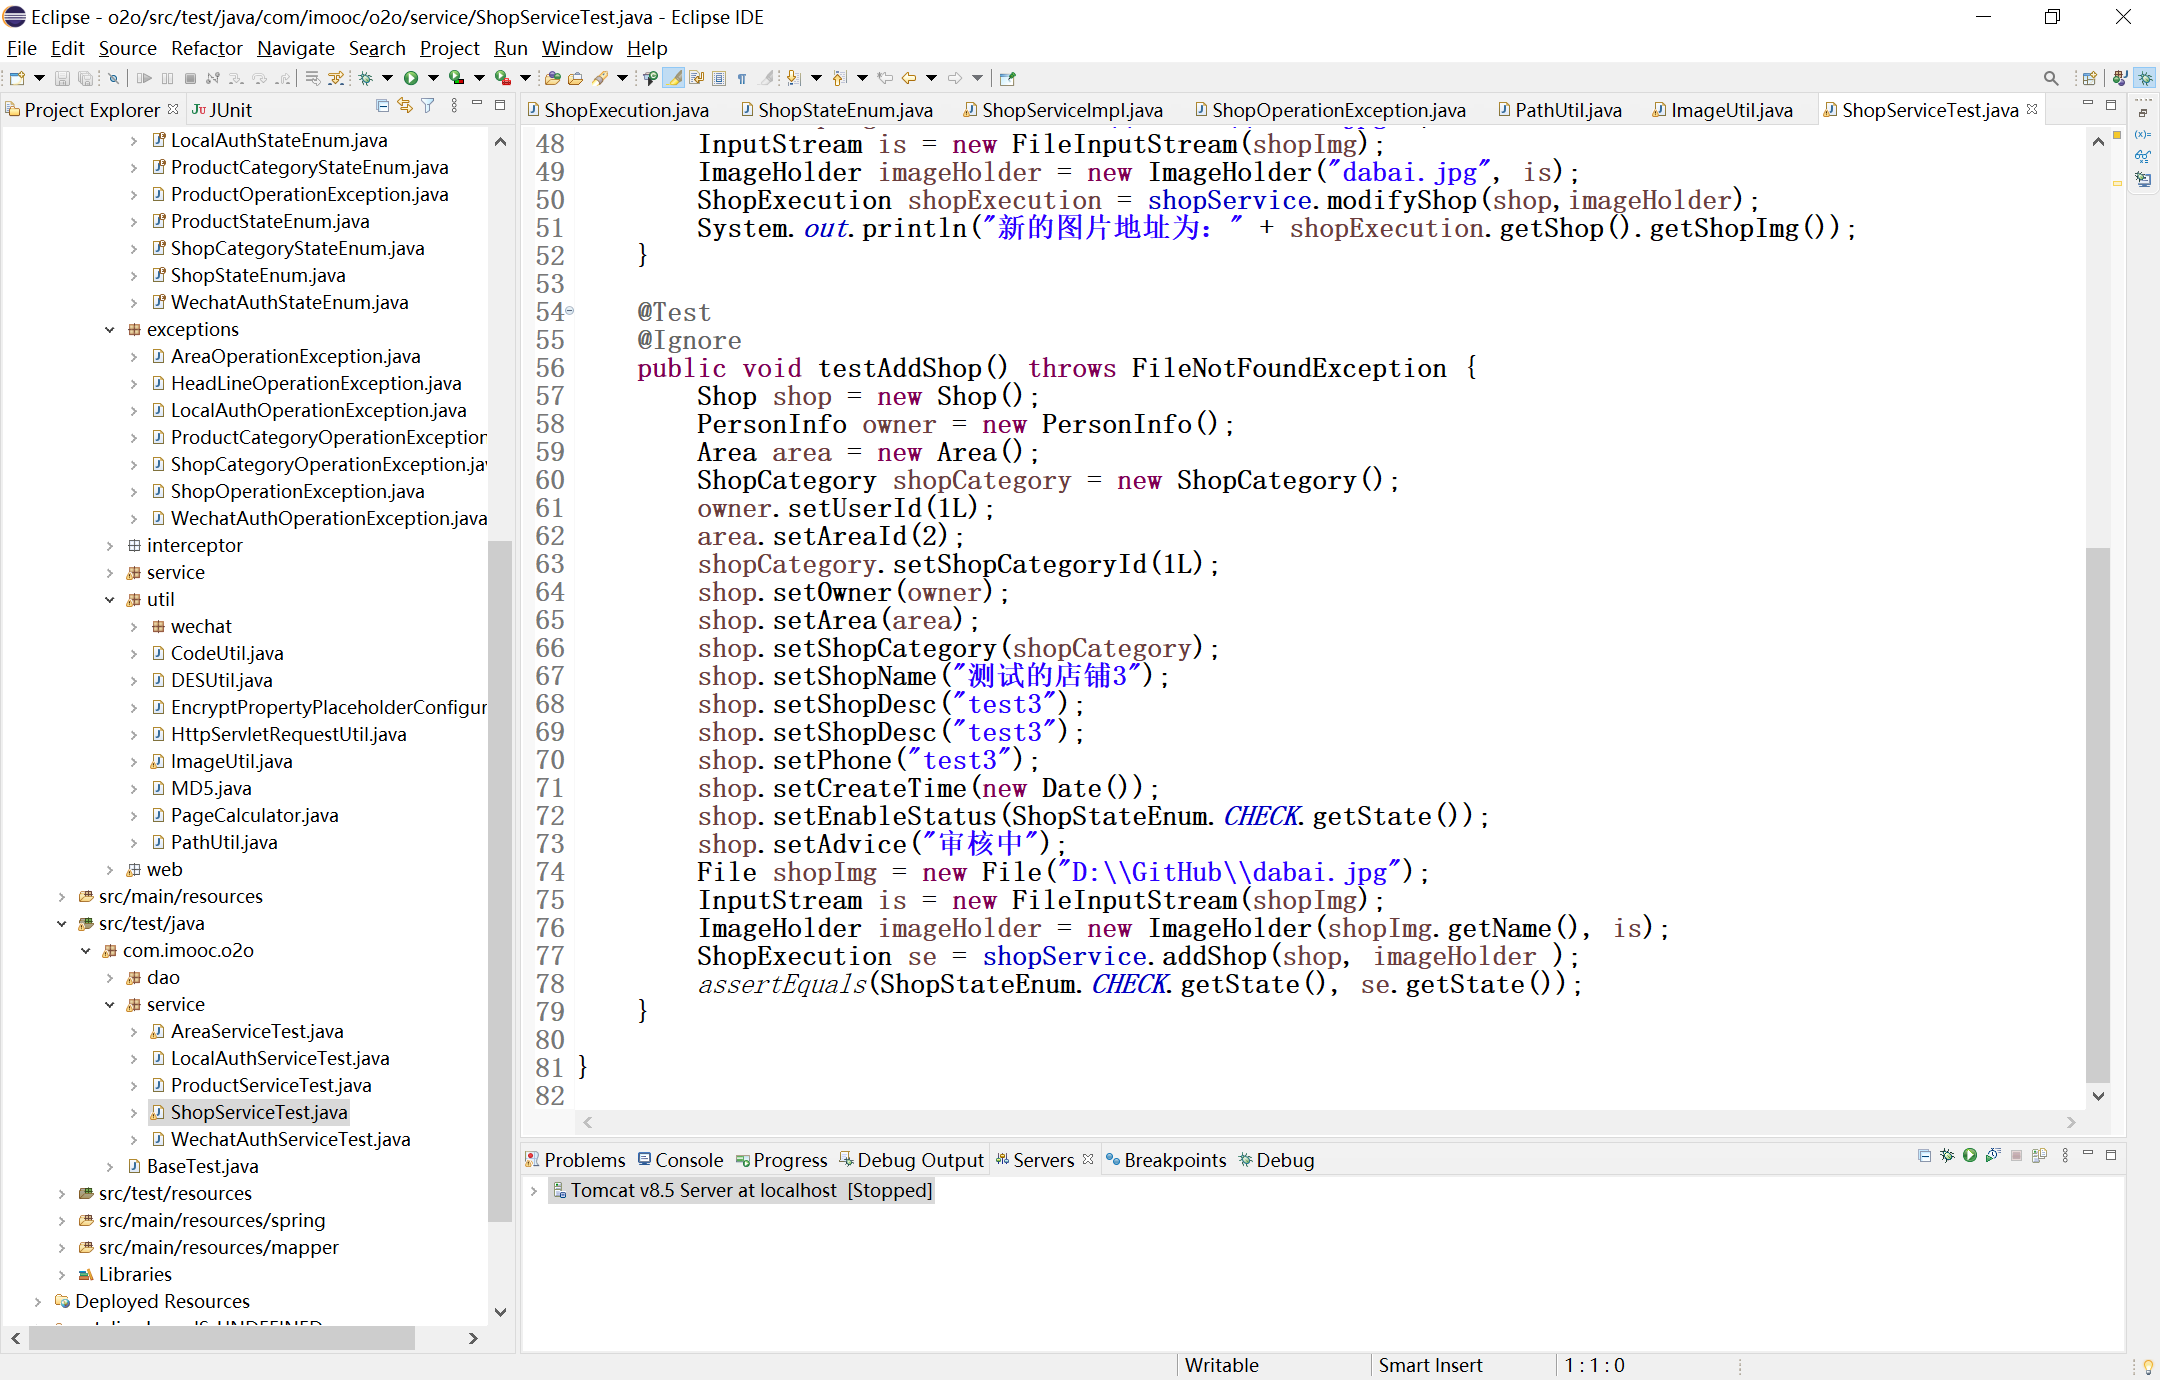 Eclipse - o2o/src/test/java/com/imooc/o2o/service/ShopServiceTest.java - Eclipse IDE
File Edit Source Refactor Navigate Search Project Run Window Help
Project Explorer JUnit
LocalAuthStateEnum.java
ProductCategoryStateEnum.java
ProductOperationException.java
ProductStateEnum.java
ShopCategoryStateEnum.java
ShopStateEnum.java
WechatAuthStateEnum.java
exceptions
AreaOperationException.java
HeadLineOperationException.java
LocalAuthOperationException.java
ProductCategoryOperationException
ShopCategoryOperationException.ja
ShopOperationException.java
WechatAuthOperationException.java
interceptor
service
util
wechat
CodeUtil.java
DESUtil.java
EncryptPropertyPlaceholderConfigur
HttpServletRequestUtil.java
ImageUtil.java
MD5.java
PageCalculator.java
PathUtil.java
web
src/main/resources
src/test/java
com.imooc.o2o
dao
service
AreaServiceTest.java
LocalAuthServiceTest.java
ProductServiceTest.java
ShopServiceTest.java
WechatAuthServiceTest.java
BaseTest.java
src/test/resources
src/main/resources/spring
src/main/resources/mapper
Libraries
Deployed Resources
ShopExecution.java ShopStateEnum.java ShopServiceImpl.java ShopOperationException.java PathUtil.java ImageUtil.java ShopServiceTest.java
48 InputStream is = new FileInputStream(shopImg);
49 ImageHolder imageHolder = new ImageHolder("dabai.jpg", is);
50 ShopExecution shopExecution = shopService.modifyShop(shop,imageHolder);
51 System.out.println("新的图片地址为: " + shopExecution.getShop().getShopImg());
52 }
53
54 @Test
55 @Ignore
56 public void testAddShop() throws FileNotFoundException {
57 Shop shop = new Shop();
58 PersonInfo owner = new PersonInfo();
59 Area area = new Area();
60 ShopCategory shopCategory = new ShopCategory();
61 owner.setUserId(1L);
62 area.setAreaId(2);
63 shopCategory.setShopCategoryId(1L);
64 shop.setOwner(owner);
65 shop.setArea(area);
66 shop.setShopCategory(shopCategory);
67 shop.setShopName("测试的店铺3");
68 shop.setShopDesc("test3");
69 shop.setShopDesc("test3");
70 shop.setPhone("test3");
71 shop.setCreateTime(new Date());
72 shop.setEnableStatus(ShopStateEnum.CHECK.getState());
73 shop.setAdvice("审核中");
74 File shopImg = new File("D:\\GitHub\\dabai.jpg");
75 InputStream is = new FileInputStream(shopImg);
76 ImageHolder imageHolder = new ImageHolder(shopImg.getName(), is);
77 ShopExecution se = shopService.addShop(shop, imageHolder );
78 assertEquals(ShopStateEnum.CHECK.getState(), se.getState());
79 }
80
81 }
82
Problems Console Progress Debug Output Servers Breakpoints Debug
Tomcat v8.5 Server at localhost [Stopped]
Writable Smart Insert 1 : 1 : 0